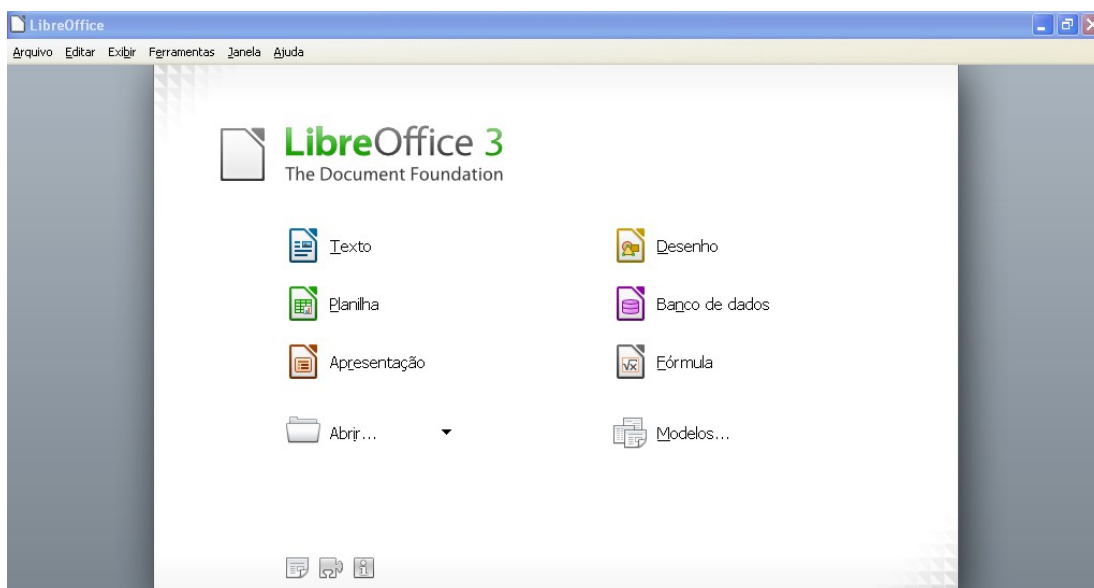 LibreOffice
Arquivo Editar Exibir Ferramentas Janela Ajuda
LibreOffice 3
The Document Foundation
Texto
Desenho
Planilha
Banco de dados
Apresentação
Fórmula
Abrir...
Modelos...